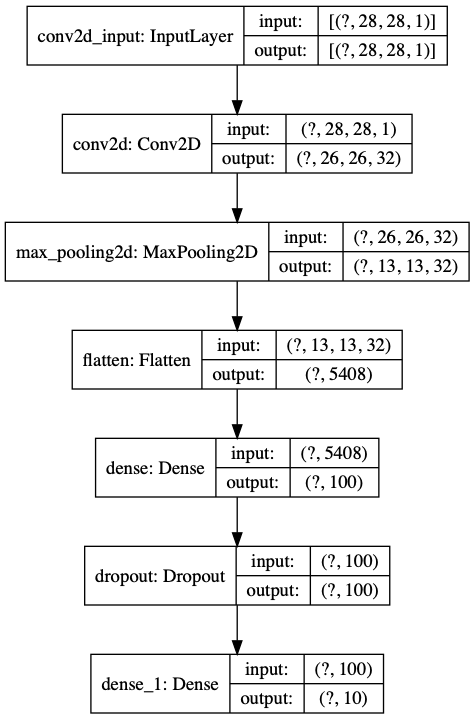 conv2d_input: InputLayer
input: [(?, 28, 28, 1)]
output: [(?, 28, 28, 1)]
conv2d: Conv2D
input: (?, 28, 28, 1)
output: (?, 26, 26, 32)
max_pooling2d: MaxPooling2D
input: (?, 26, 26, 32)
output: (?, 13, 13, 32)
flatten: Flatten
input: (?, 13, 13, 32)
output: (?, 5408)
dense: Dense
input: (?, 5408)
output: (?, 100)
dropout: Dropout
input: (?, 100)
output: (?, 100)
dense_1: Dense
input: (?, 100)
output: (?, 10)